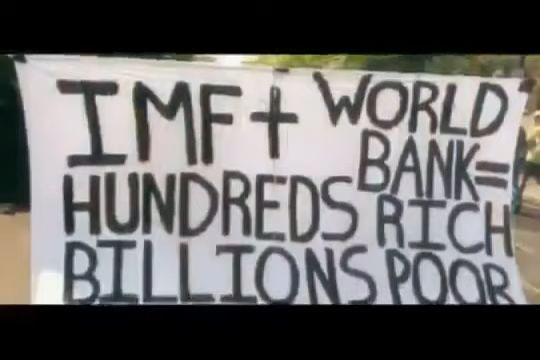 IMF + WORLD
BANK =
HUNDREDS RICH
BILLIONS POOR